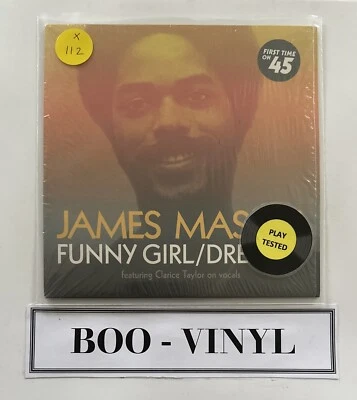 X
112
FIRST TIME
ON 45
JAMES MAS
FUNNY GIRL/DRE
featuring Clarice Taylor on vocals
PLAY
TESTED
BOO - VINYL